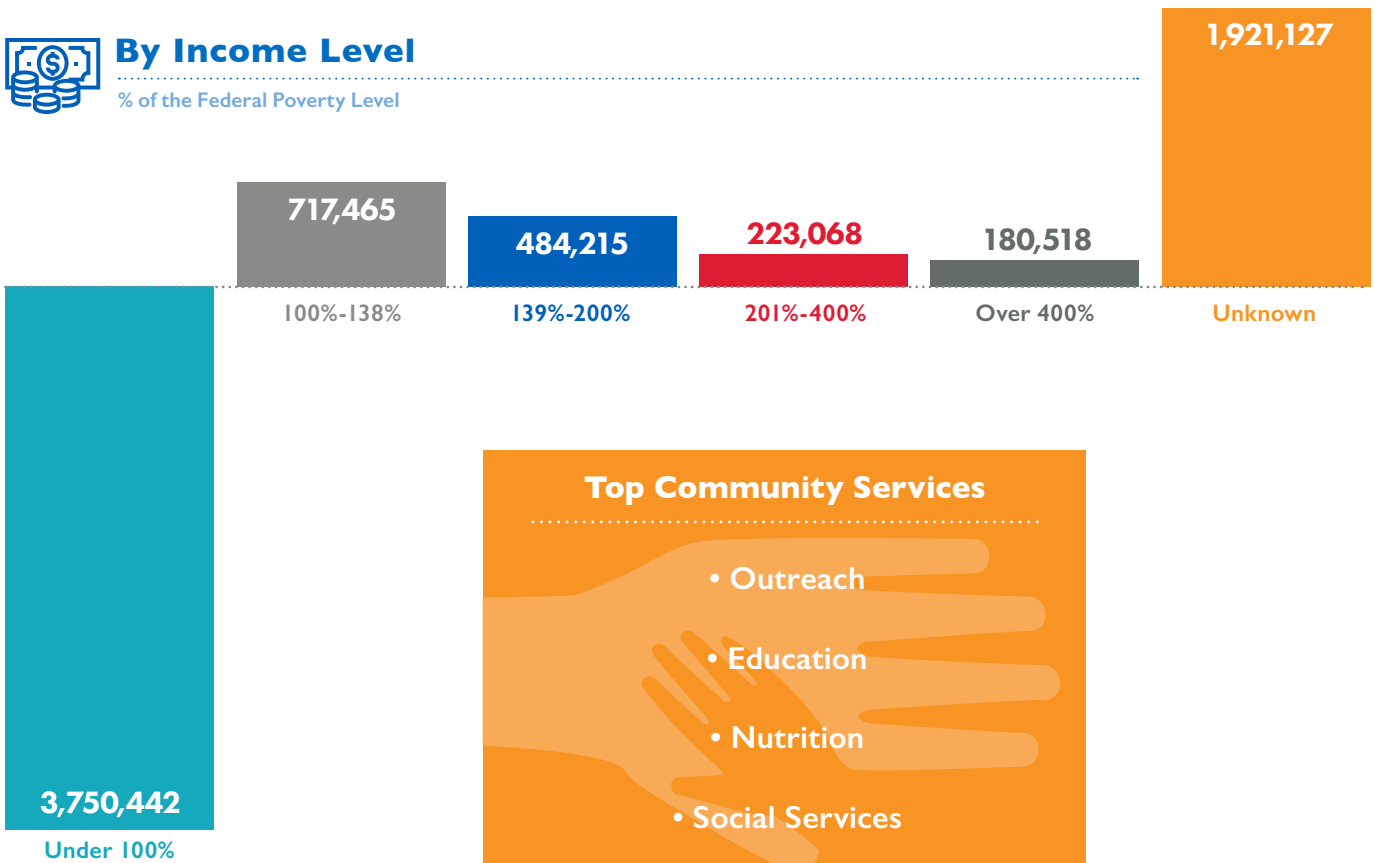 By Income Level
% of the Federal Poverty Level
1,921,127
717,465
484,215
223,068
180,518
100%-138%
139%-200%
201%-400%
Over 400%
Unknown
3,750,442
Under 100%
Top Community Services
• Outreach
• Education
• Nutrition
• Social Services